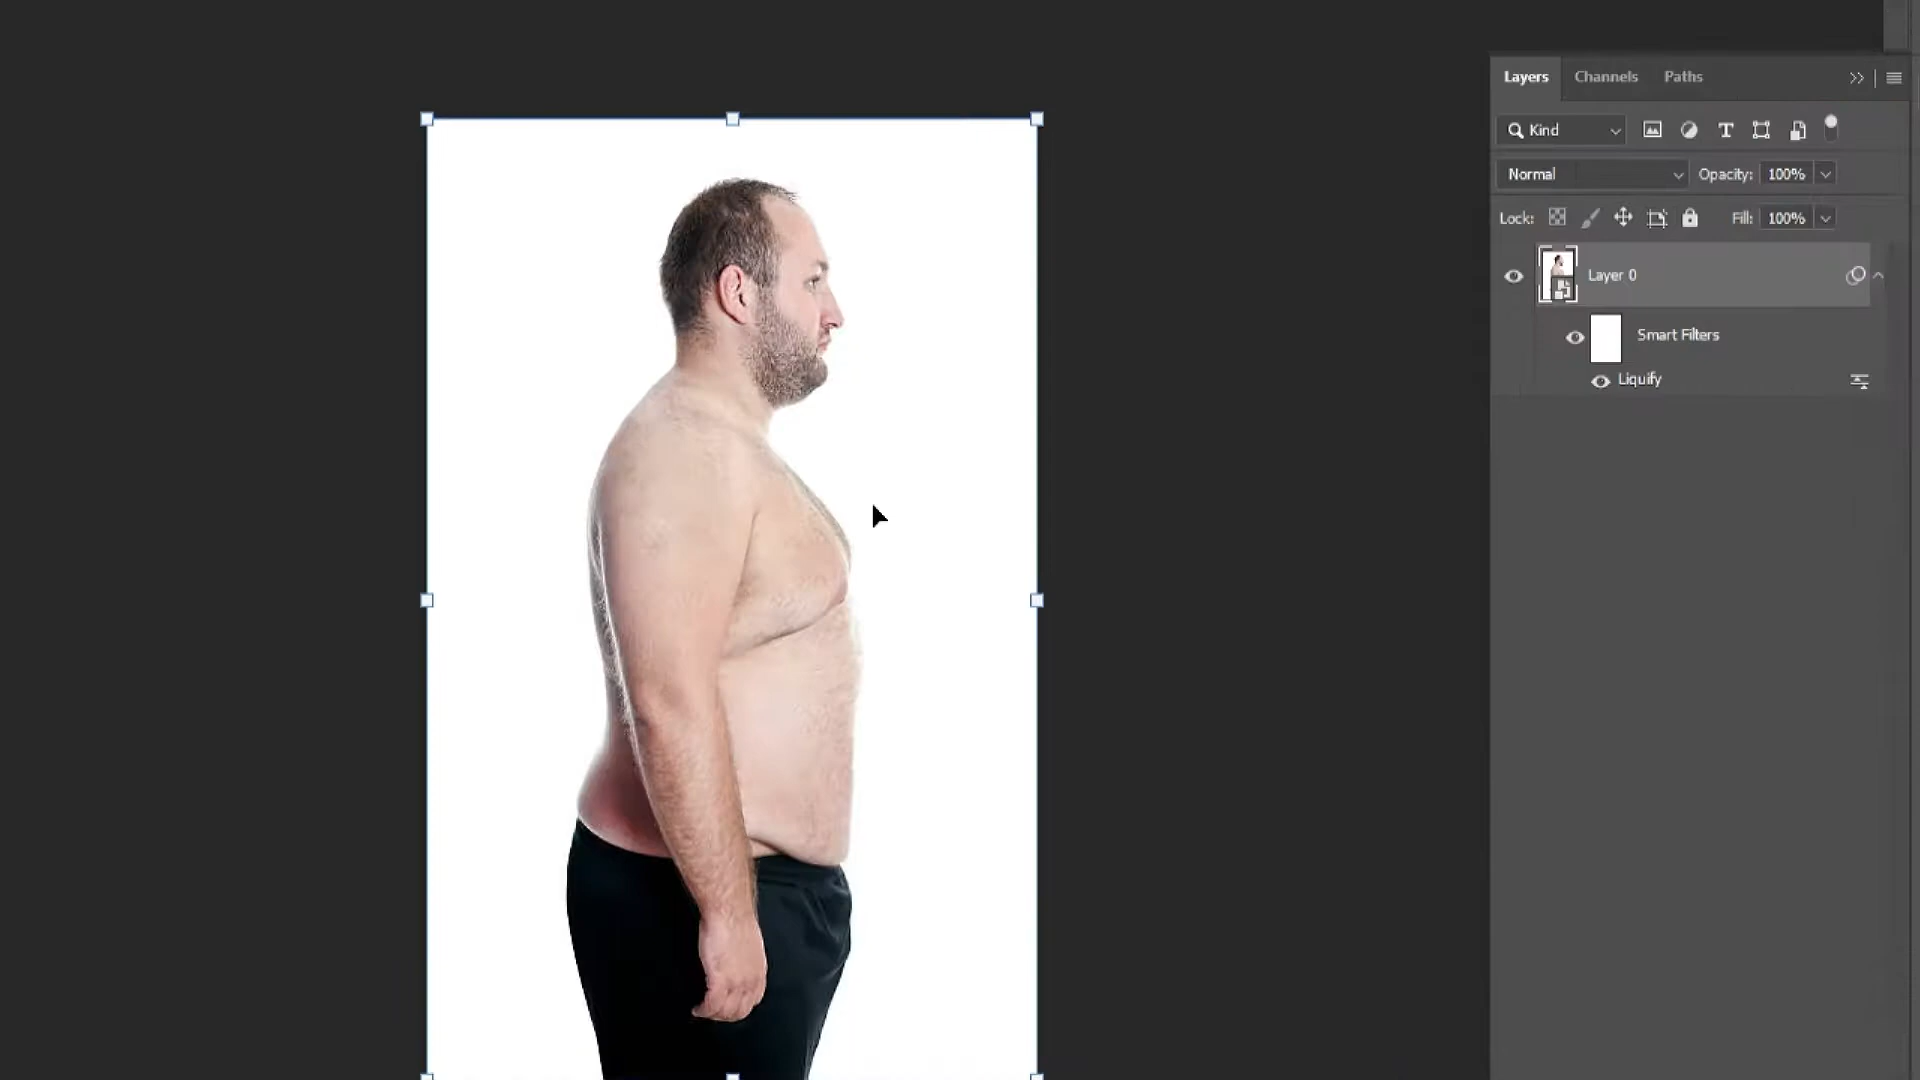 Layers Channels Paths
Kind T
Normal Opacity: 100%
Lock: Fill: 100%
Layer 0
Smart Filters
Liquify